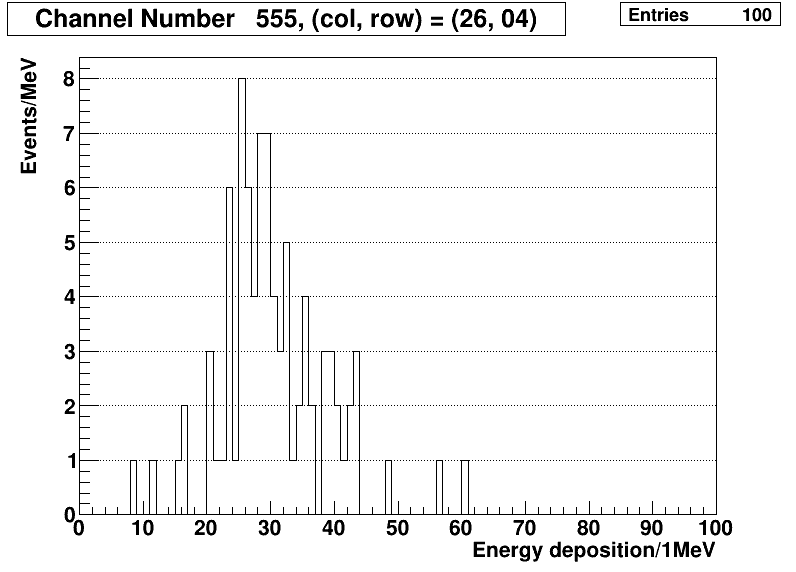 Channel Number 555, (col, row) = (26, 04)
Entries 100
Events/MeV
8
7
6
5
4
3
2
1
0
0 10 20 30 40 50 60 70 80 90 100
Energy deposition/1MeV